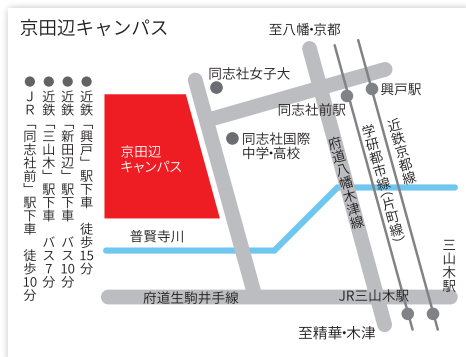 京田辺キャンパス
● 近鉄「興戸」駅下車　徒歩15分
● 近鉄「新田辺」駅下車　バス10分
● 近鉄「三山木」駅下車　バス7分
● JR「同志社前」駅下車　徒歩10分
至八幡・京都
同志社女子大
興戸駅
同志社前駅
京田辺
キャンパス
同志社国際
中学・高校
府道八幡木津線
学研都市線(片町線)
近鉄京都線
普賢寺川
三山木駅
府道生駒井手線
JR三山木駅
至精華・木津